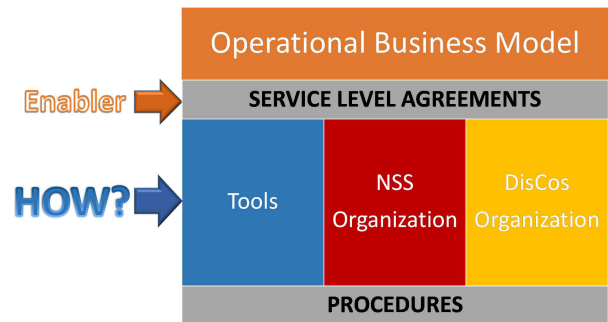 Operational Business Model
Enabler
SERVICE LEVEL AGREEMENTS
HOW?
Tools
NSS
Organization
DisCos
Organization
PROCEDURES